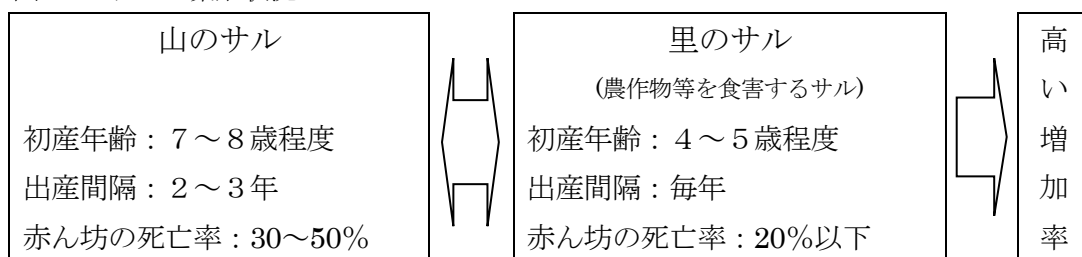 山のサル
初産年齢：７～８歳程度
出産間隔：２～３年
赤ん坊の死亡率：30～50％
里のサル
(農作物等を食害するサル)
初産年齢：４～５歳程度
出産間隔：毎年
赤ん坊の死亡率：20％以下
高い増加率